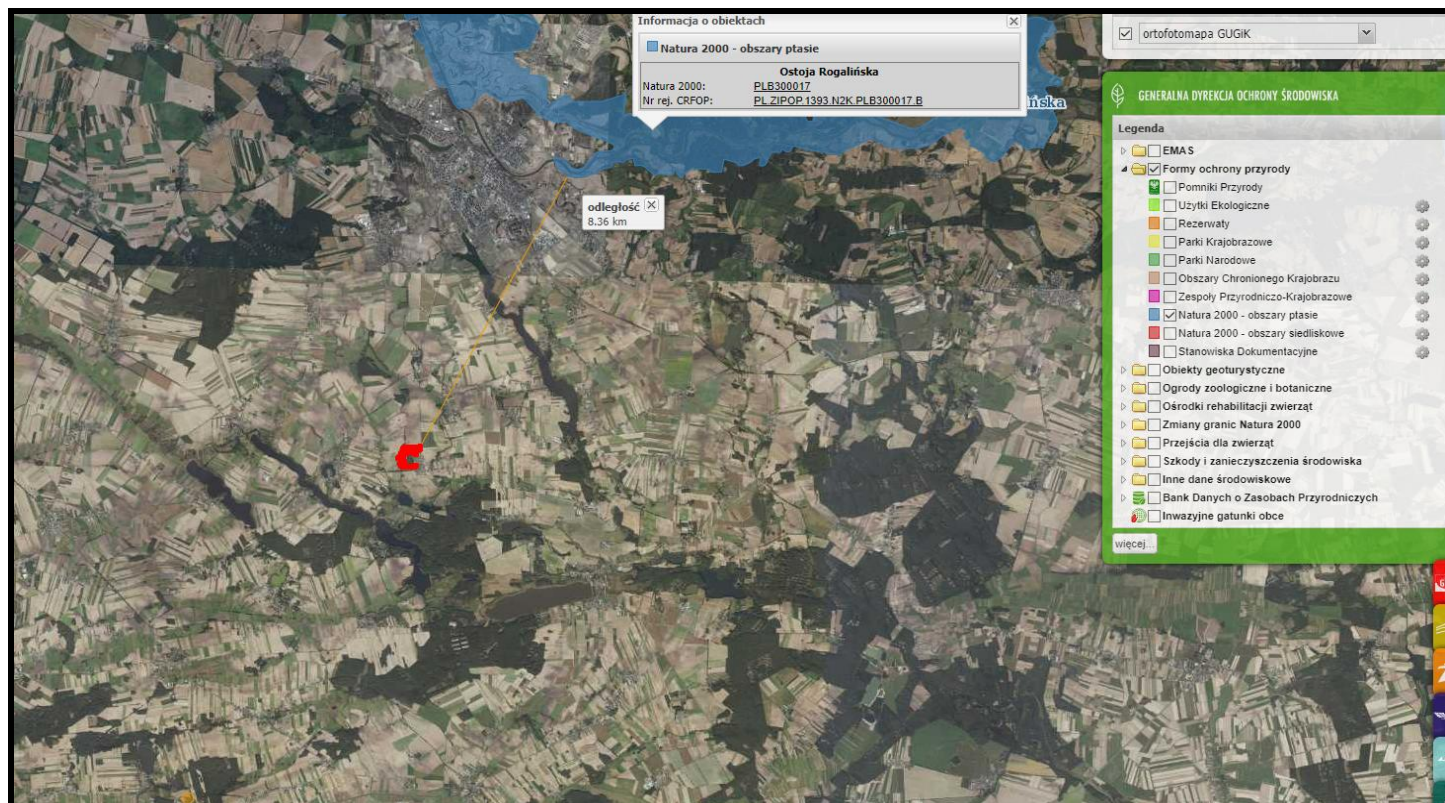 Informacja o obiektach
Natura 2000 - obszary ptasie
Ostoja Rogalińska
Natura 2000: PLB300017
Nr rej. CRFOP: PL.ZIPOP.1393.N2K.PLB300017.B
ńska
odległość
8.36 km
ortofotomapa GUGiK
GENERALNA DYREKCJA OCHRONY ŚRODOWISKA
Legenda
EMAS
Formy ochrony przyrody
Pomniki Przyrody
Użytki Ekologiczne
Rezerwaty
Parki Krajobrazowe
Parki Narodowe
Obszary Chronionego Krajobrazu
Zespoły Przyrodniczo-Krajobrazowe
Natura 2000 - obszary ptasie
Natura 2000 - obszary siedliskowe
Stanowiska Dokumentacyjne
Obiekty geoturystyczne
Ogrody zoologiczne i botaniczne
Ośrodki rehabilitacji zwierząt
Zmiany granic Natura 2000
Przejścia dla zwierząt
Szkody i zanieczyszczenia środowiska
Inne dane środowiskowe
Bank Danych o Zasobach Przyrodniczych
Inwazyjne gatunki obce
więcej...